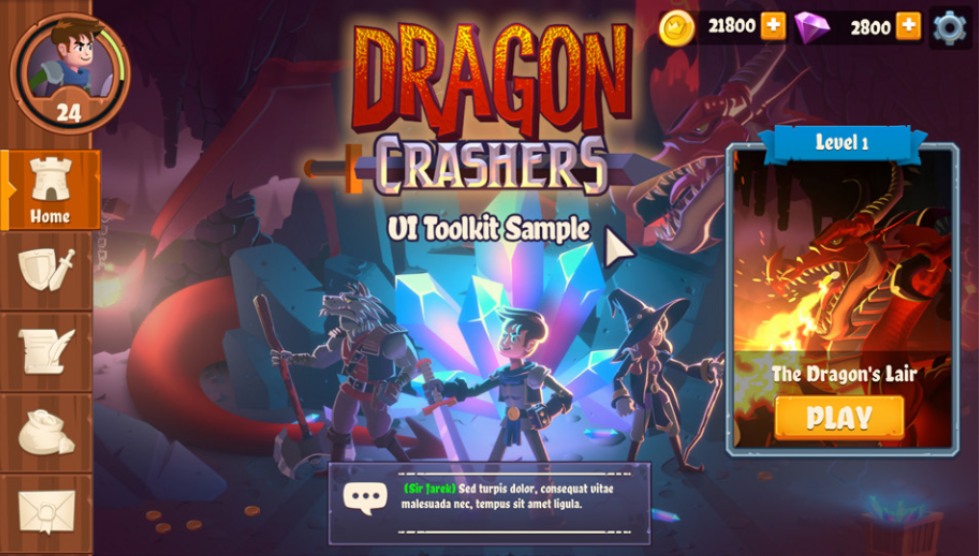 24
Home
DRAGON
CRASHERS
UI Toolkit Sample
21800
2800
Level 1
The Dragon's Lair
PLAY
(Sir Jarek) Sed turpis dolor, consequat vitae
malesuada nec, tempus sit amet ligula.